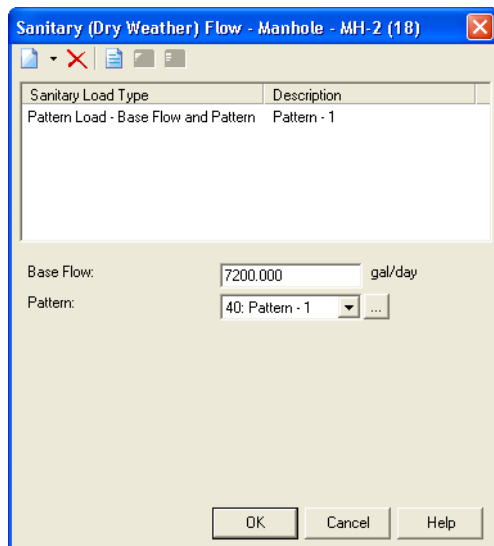 Sanitary (Dry Weather) Flow - Manhole - MH-2 (18)
Sanitary Load Type Description
Pattern Load - Base Flow and Pattern Pattern - 1
Base Flow: 7200.000 gal/day
Pattern: 40: Pattern - 1 ...
OK Cancel Help